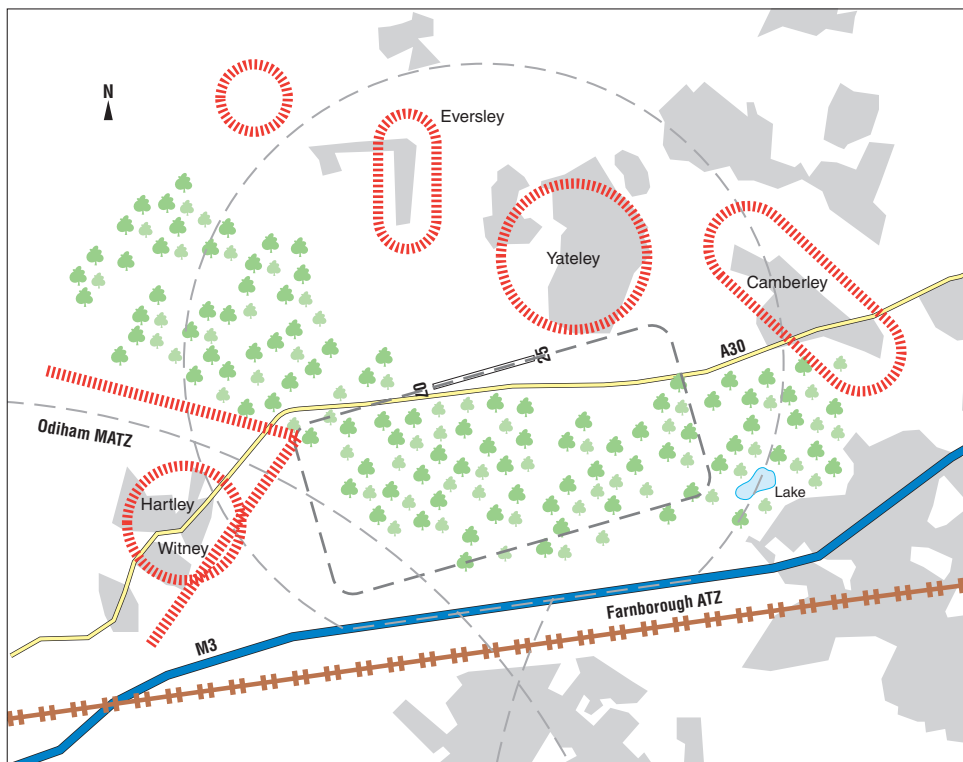 N
Eversley
Yateley
Camberley
25
A30
07
Odiham MATZ
Hartley
Witney
Lake
Farnborough ATZ
M3